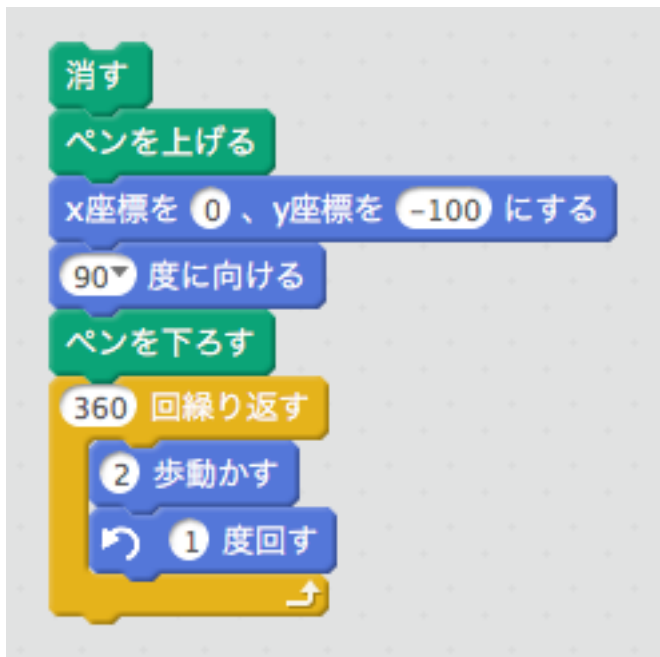 消す
ペンを上げる
x座標を 0 、y座標を -100 にする
90 度に向ける
ペンを下ろす
360 回繰り返す
2 歩動かす
1 度回す